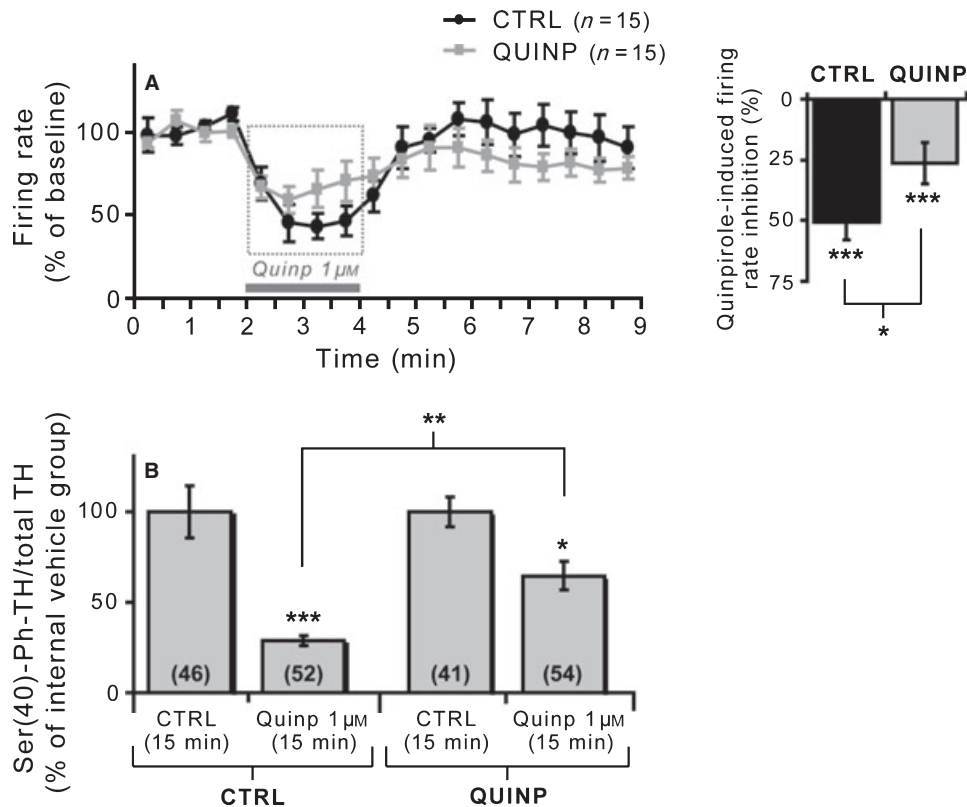 CTRL (n = 15)
QUINP (n = 15)
A
Firing rate
(% of baseline)
100
50
0
Quinp 1 µM
0 1 2 3 4 5 6 7 8 9
Time (min)
Quinpirole-induced firing
rate inhibition (%)
CTRL QUINP
0
25
50
75
***
***
*
B
Ser(40)-Ph-TH/total TH
(% of internal vehicle group)
100
50
0
**
***
*
(46) (52) (41) (54)
CTRL
(15 min)
Quinp 1 µM
(15 min)
CTRL
(15 min)
Quinp 1 µM
(15 min)
CTRL
QUINP